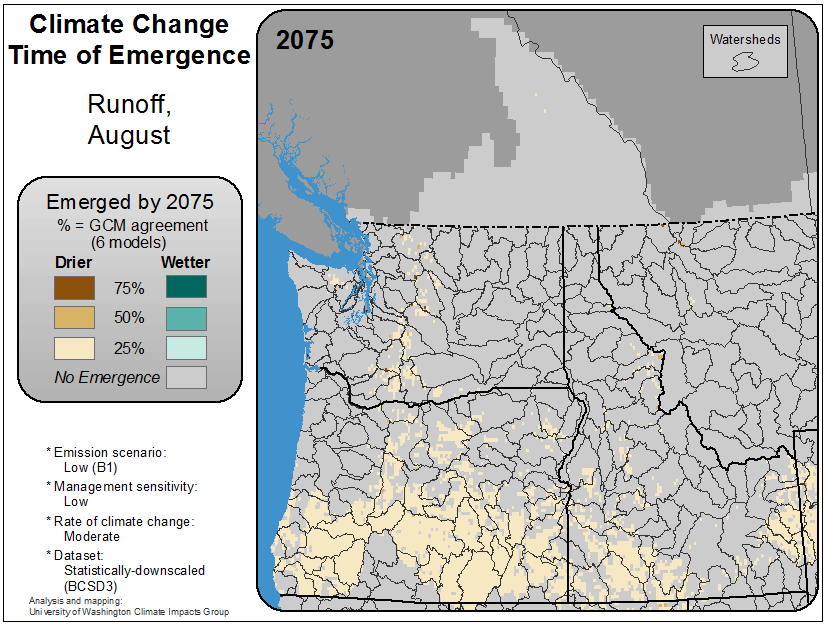 Climate Change
Time of Emergence
Runoff,
August
Emerged by 2075
% = GCM agreement
(6 models)
Drier Wetter
75%
50%
25%
No Emergence
* Emission scenario:
Low (B1)
* Management sensitivity:
Low
* Rate of climate change:
Moderate
* Dataset:
Statistically-downscaled
(BCSD3)
Analysis and mapping:
University of Washington Climate Impacts Group
2075
Watersheds